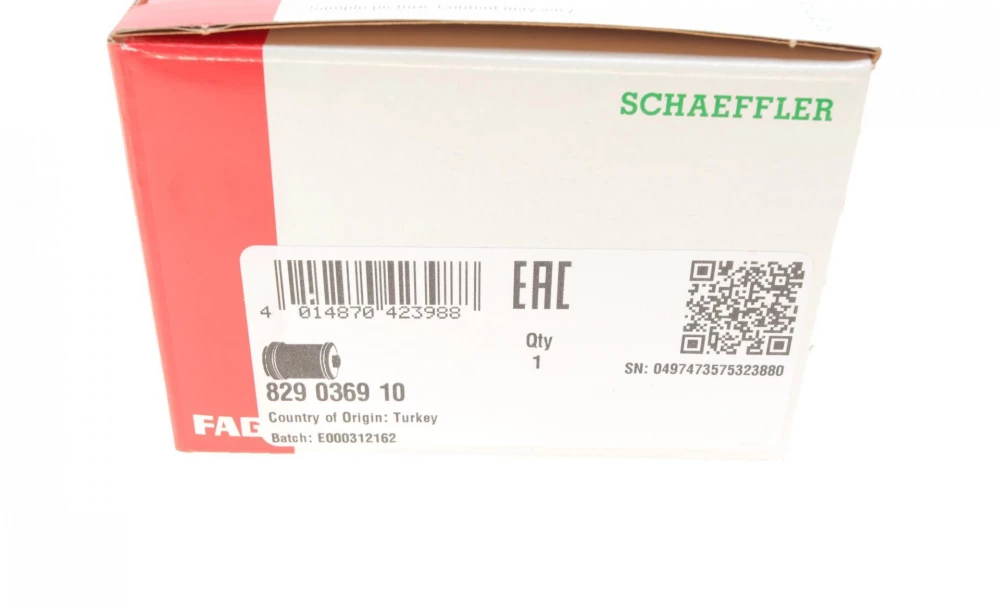 SCHAEFFLER
4 014870 423988
EAC
Qty
1
SN: 0497473575323880
829 0369 10
Country of Origin: Turkey
Batch: E000312162
FAG